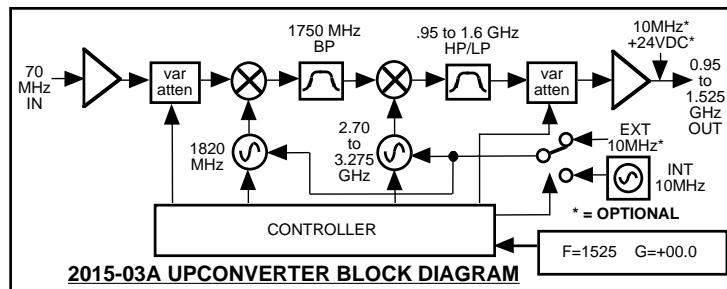 1750 MHz
BP
.95 to 1.6 GHz
HP/LP
10MHz*
+24VDC*
70
MHz
IN
var
atten
var
atten
0.95
to
1.525
GHz
OUT
1820
MHz
2.70
to
3.275
GHz
EXT
10MHz*
INT
10MHz
* = OPTIONAL
CONTROLLER
F=1525 G=+00.0
2015-03A UPCONVERTER BLOCK DIAGRAM